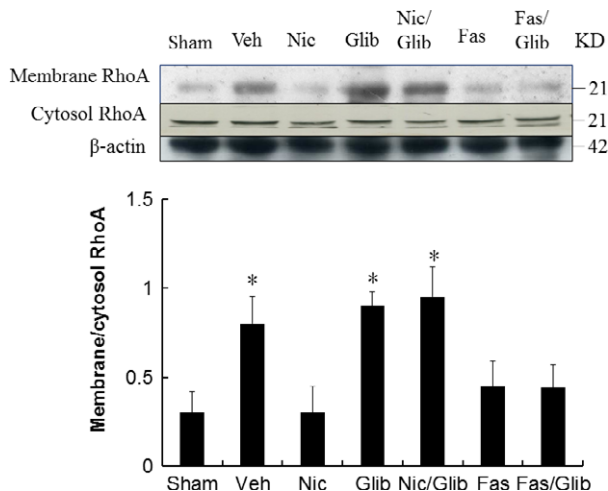 Nic/ Fas/
Sham Veh Nic Glib Glib Fas Glib KD
Membrane RhoA 21
Cytosol RhoA 21
β-actin 42
1.5
1
0.5
0
Membrane/cytosol RhoA
* * *
Sham Veh Nic Glib Nic/Glib Fas Fas/Glib